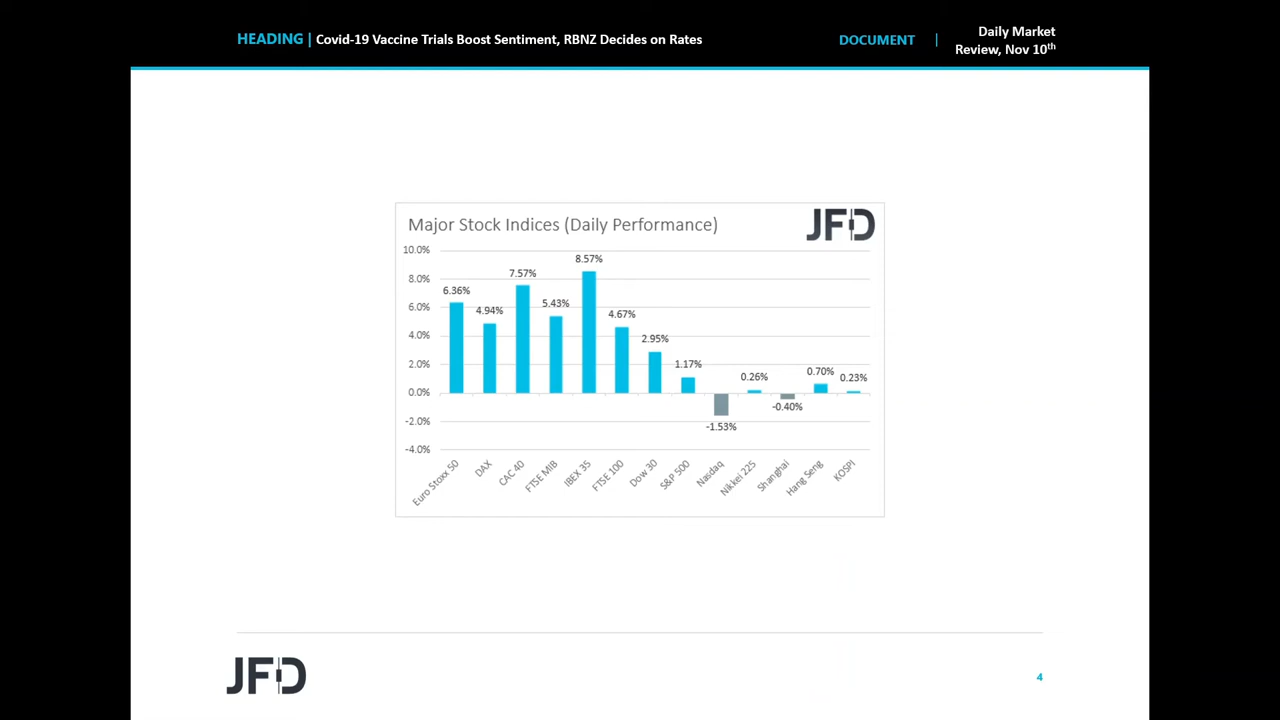 HEADING | Covid-19 Vaccine Trials Boost Sentiment, RBNZ Decides on Rates
DOCUMENT |
Daily Market
Review, Nov 10th
Major Stock Indices (Daily Performance)
JFD
10.0%
8.0%
6.0%
4.0%
2.0%
0.0%
-2.0%
-4.0%
6.36%
4.94%
7.57%
5.43%
8.57%
4.67%
2.95%
1.17%
-1.53%
0.26%
-0.40%
0.70%
0.23%
Euro Stoxx 50
DAX
CAC 40
FTSE MIB
IBEX 35
FTSE 100
Dow 30
S&P 500
Nasdaq
Nikkei 225
Shanghai
Hang Seng
KOSPI
JFD
4